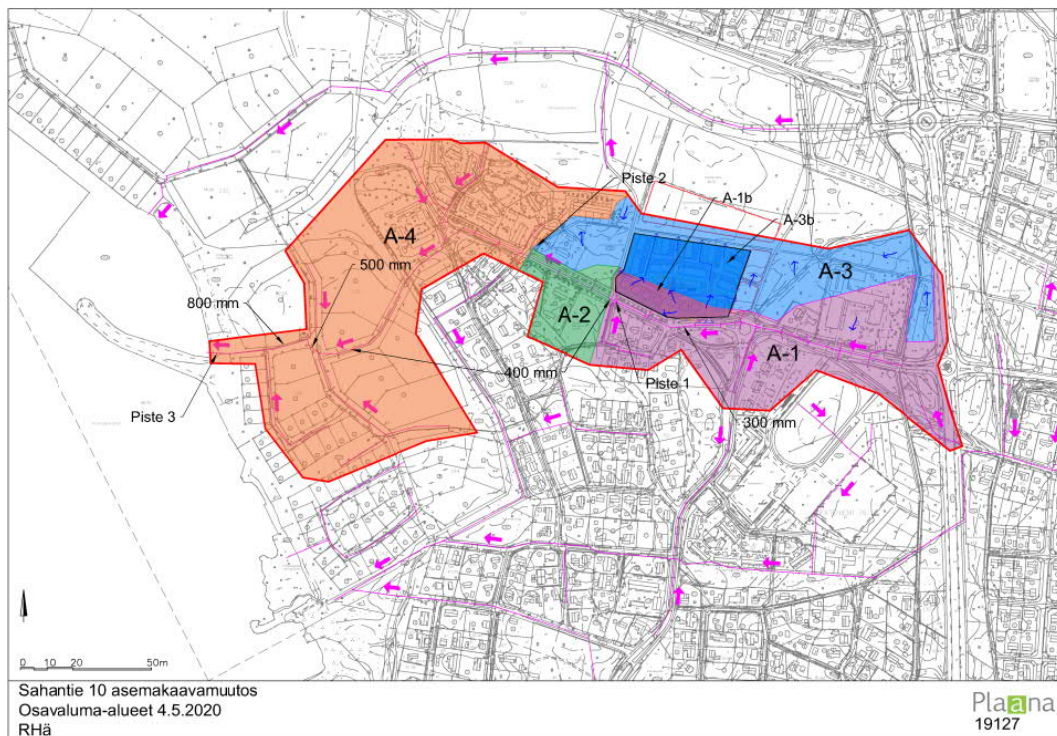 Piste 2
A-1b
A-3b
A-4
500 mm
A-3
800 mm
A-2
A-1
400 mm
Piste 1
Piste 3
300 mm
0 10 20 50m
Sahantie 10 asemakaavamuutos
Osavaluma-alueet 4.5.2020
RHä
Plaana
19127